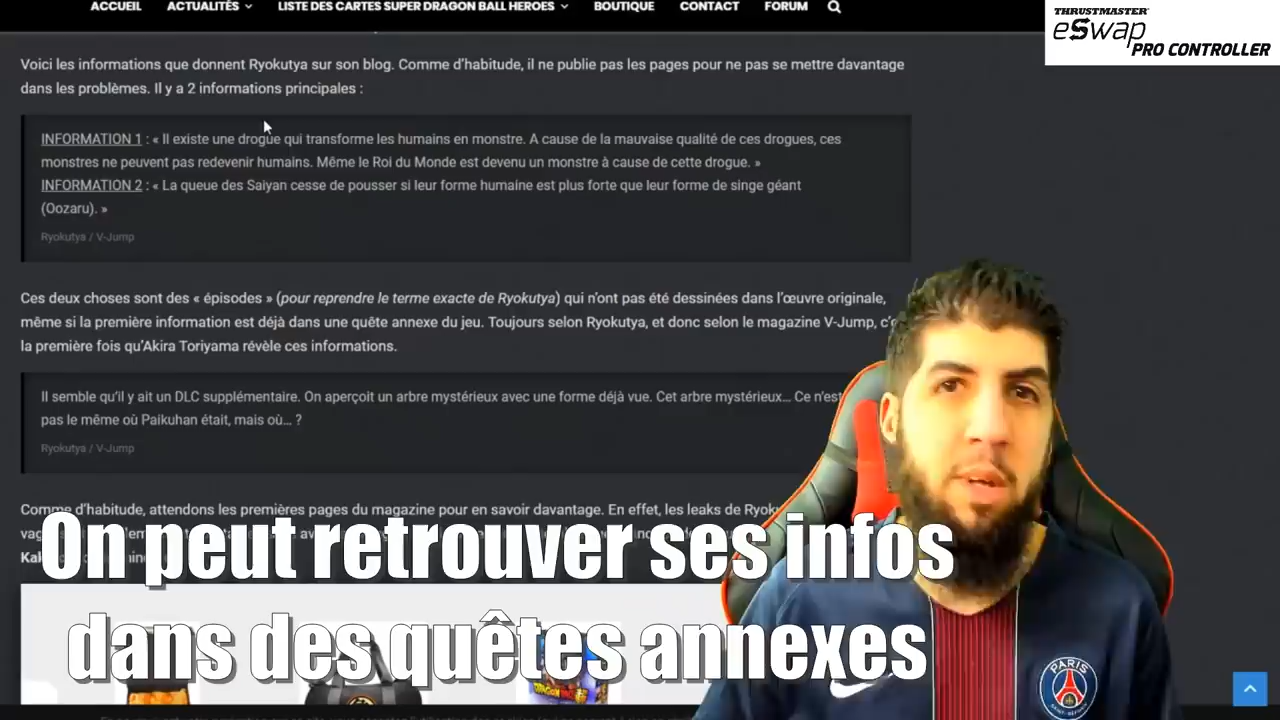 ACCUEIL ACTUALITÉS LISTE DES CARTES SUPER DRAGON BALL HEROES BOUTIQUE CONTACT FORUM
THRUSTMASTER
eSwap
PRO CONTROLLER
Voici les informations que donnent Ryokutya sur son blog. Comme d'habitude, il ne publie pas les pages pour ne pas se mettre davantage
dans les problèmes. Il y a 2 informations principales :
INFORMATION 1 : « Il existe une drogue qui transforme les humains en monstre. A cause de la mauvaise qualité de ces drogues, ces
monstres ne peuvent pas redevenir humains. Même le Roi du Monde est devenu un monstre à cause de cette drogue. »
INFORMATION 2 : « La queue des Saiyan cesse de pousser si leur forme humaine est plus forte que leur forme de singe géant
(Oozaru). »
Ryokutya / V-Jump
Ces deux choses sont des « épisodes » (pour reprendre le terme exacte de Ryokutya) qui n'ont pas été dessinées dans l'œuvre originale,
même si la première information est déjà dans une quête annexe du jeu. Toujours selon Ryokutya, et donc selon le magazine V-Jump,
la première fois qu'Akira Toriyama révèle ces informations.
Il semble qu'il y ait un DLC supplémentaire. On aperçoit un arbre mystérieux avec une forme déjà vue. Cet arbre mystérieux... Ce n'est
pas le même où Paikuhan était, mais où... ?
Ryokutya / V-Jump
Comme d'habitude, attendons les premières pages du magazine pour en savoir davantage. En effet, les leaks de
On peut retrouver ses infos
dans des quêtes annexes
PARIS